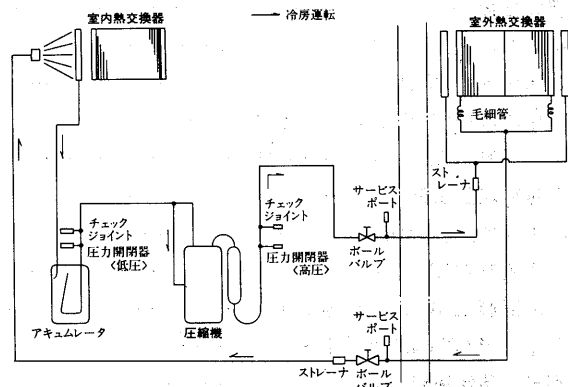 室内熱交換器
冷房運転
室外熱交換器
毛細管
スト
レーナ
サービス
ポート
チェック
ジョイント
圧力開閉器
〈高圧〉
ボール
バルブ
チェック
ジョイント
圧力開閉器
〈低圧〉
アキュムレータ
圧縮機
サービス
ポート
ストレーナ
ボール
バルブ